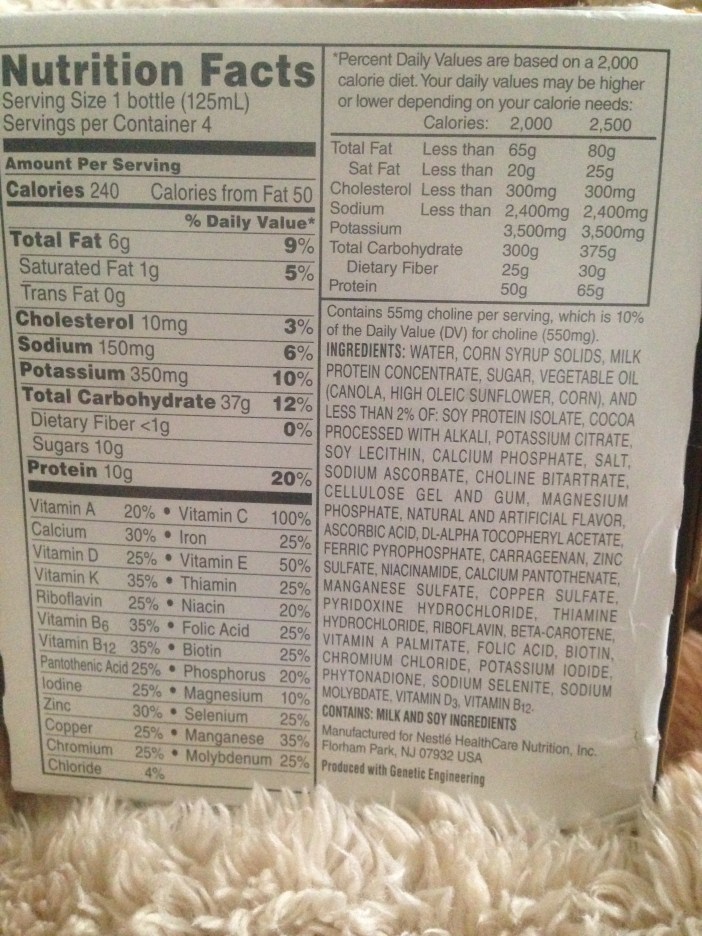 Nutrition Facts
Serving Size 1 bottle (125mL)
Servings per Container 4
Amount Per Serving
Calories 240 Calories from Fat 50
% Daily Value*
Total Fat 6g 9%
Saturated Fat 1g 5%
Trans Fat 0g
Cholesterol 10mg 3%
Sodium 150mg 6%
Potassium 350mg 10%
Total Carbohydrate 37g 12%
Dietary Fiber <1g 0%
Sugars 10g
Protein 10g 20%
Vitamin A 20% • Vitamin C 100%
Calcium 30% • Iron 25%
Vitamin D 25% • Vitamin E 50%
Vitamin K 35% • Thiamin 25%
Riboflavin 25% • Niacin 20%
Vitamin B6 35% • Folic Acid 25%
Vitamin B12 35% • Biotin 25%
Pantothenic Acid 25% • Phosphorus 20%
Iodine 25% • Magnesium 10%
Zinc 30% • Selenium 25%
Copper 25% • Manganese 35%
Chromium 25% • Molybdenum 25%
Chloride 4%
*Percent Daily Values are based on a 2,000
calorie diet. Your daily values may be higher
or lower depending on your calorie needs:
Calories: 2,000 2,500
Total Fat Less than 65g 80g
Sat Fat Less than 20g 25g
Cholesterol Less than 300mg 300mg
Sodium Less than 2,400mg 2,400mg
Potassium 3,500mg 3,500mg
Total Carbohydrate 300g 375g
Dietary Fiber 25g 30g
Protein 50g 65g
Contains 55mg choline per serving, which is 10%
of the Daily Value (DV) for choline (550mg).
INGREDIENTS: WATER, CORN SYRUP SOLIDS, MILK
PROTEIN CONCENTRATE, SUGAR, VEGETABLE OIL
(CANOLA, HIGH OLEIC SUNFLOWER, CORN), AND
LESS THAN 2% OF: SOY PROTEIN ISOLATE, COCOA
PROCESSED WITH ALKALI, POTASSIUM CITRATE,
SOY LECITHIN, CALCIUM PHOSPHATE, SALT,
SODIUM ASCORBATE, CHOLINE BITARTRATE,
CELLULOSE GEL AND GUM, MAGNESIUM
PHOSPHATE, NATURAL AND ARTIFICIAL FLAVOR,
ASCORBIC ACID, DL-ALPHA TOCOPHERYL ACETATE,
FERRIC PYROPHOSPHATE, CARRAGEENAN, ZINC
SULFATE, NIACINAMIDE, CALCIUM PANTOTHENATE,
MANGANESE SULFATE, COPPER SULFATE,
PYRIDOXINE HYDROCHLORIDE, THIAMINE
HYDROCHLORIDE, RIBOFLAVIN, BETA-CAROTENE,
VITAMIN A PALMITATE, FOLIC ACID, BIOTIN,
CHROMIUM CHLORIDE, POTASSIUM IODIDE,
PHYTONADIONE, SODIUM SELENITE, SODIUM
MOLYBDATE, VITAMIN D3, VITAMIN B12.
CONTAINS: MILK AND SOY INGREDIENTS
Manufactured for Nestlé HealthCare Nutrition, Inc.
Florham Park, NJ 07932 USA
Produced with Genetic Engineering